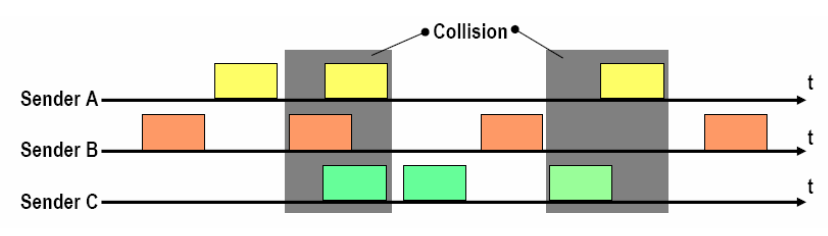 Collision
Sender A t
Sender B t
Sender C t